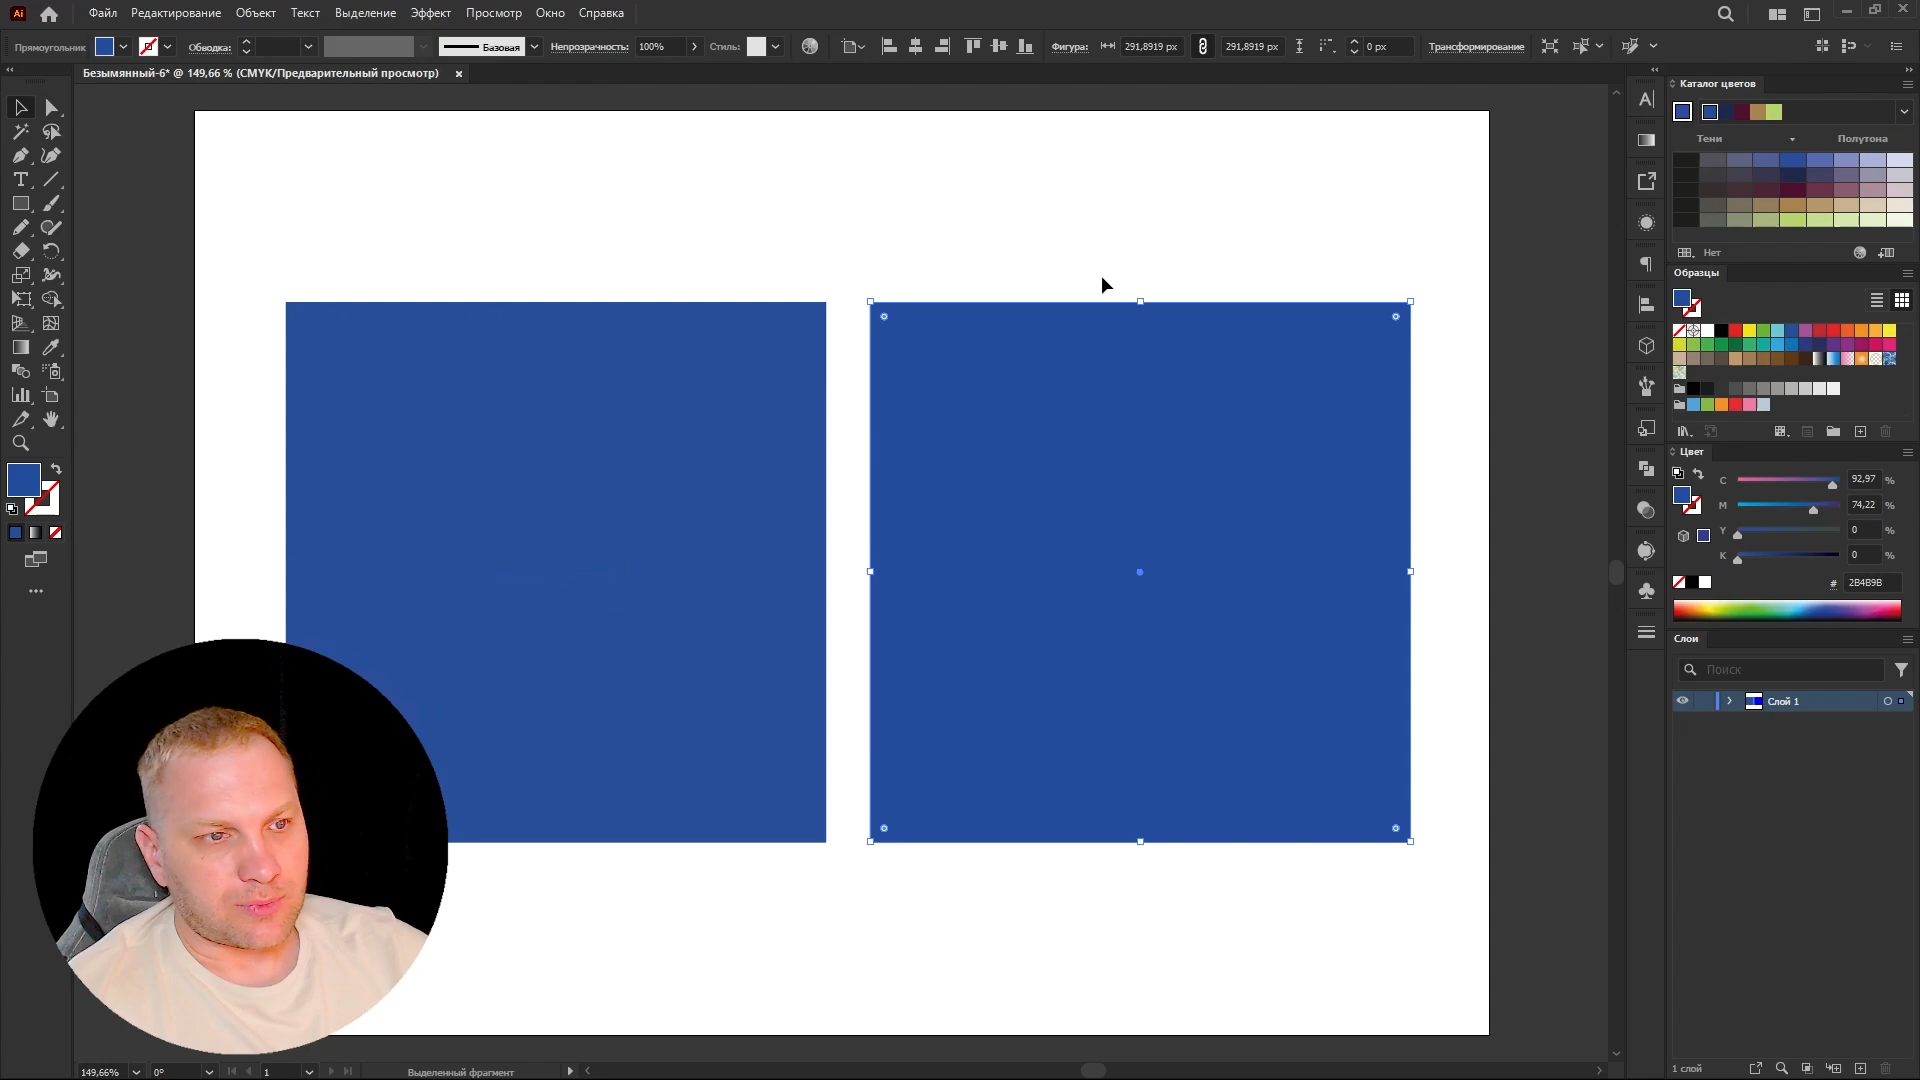 Ai
Файл Редактирование Объект Текст Выделение Эффект Просмотр Окно Справка
Прямоугольник Обводка: Базовая Непрозрачность: 100% Стиль: Фигура: 291,8919 px 291,8919 px 0 px Трансформирование
Безымянный-6* @ 149,66 % (CMYK/Предварительный просмотр)
Каталог цветов
Тени Полутона
Нет
Образцы
Цвет
C 92,97 %
M 74,22 %
Y 0 %
K 0 %
# 2B4B9B
Слои
Поиск
Слой 1
149,66% 0° 1 Выделенный фрагмент
1 слой